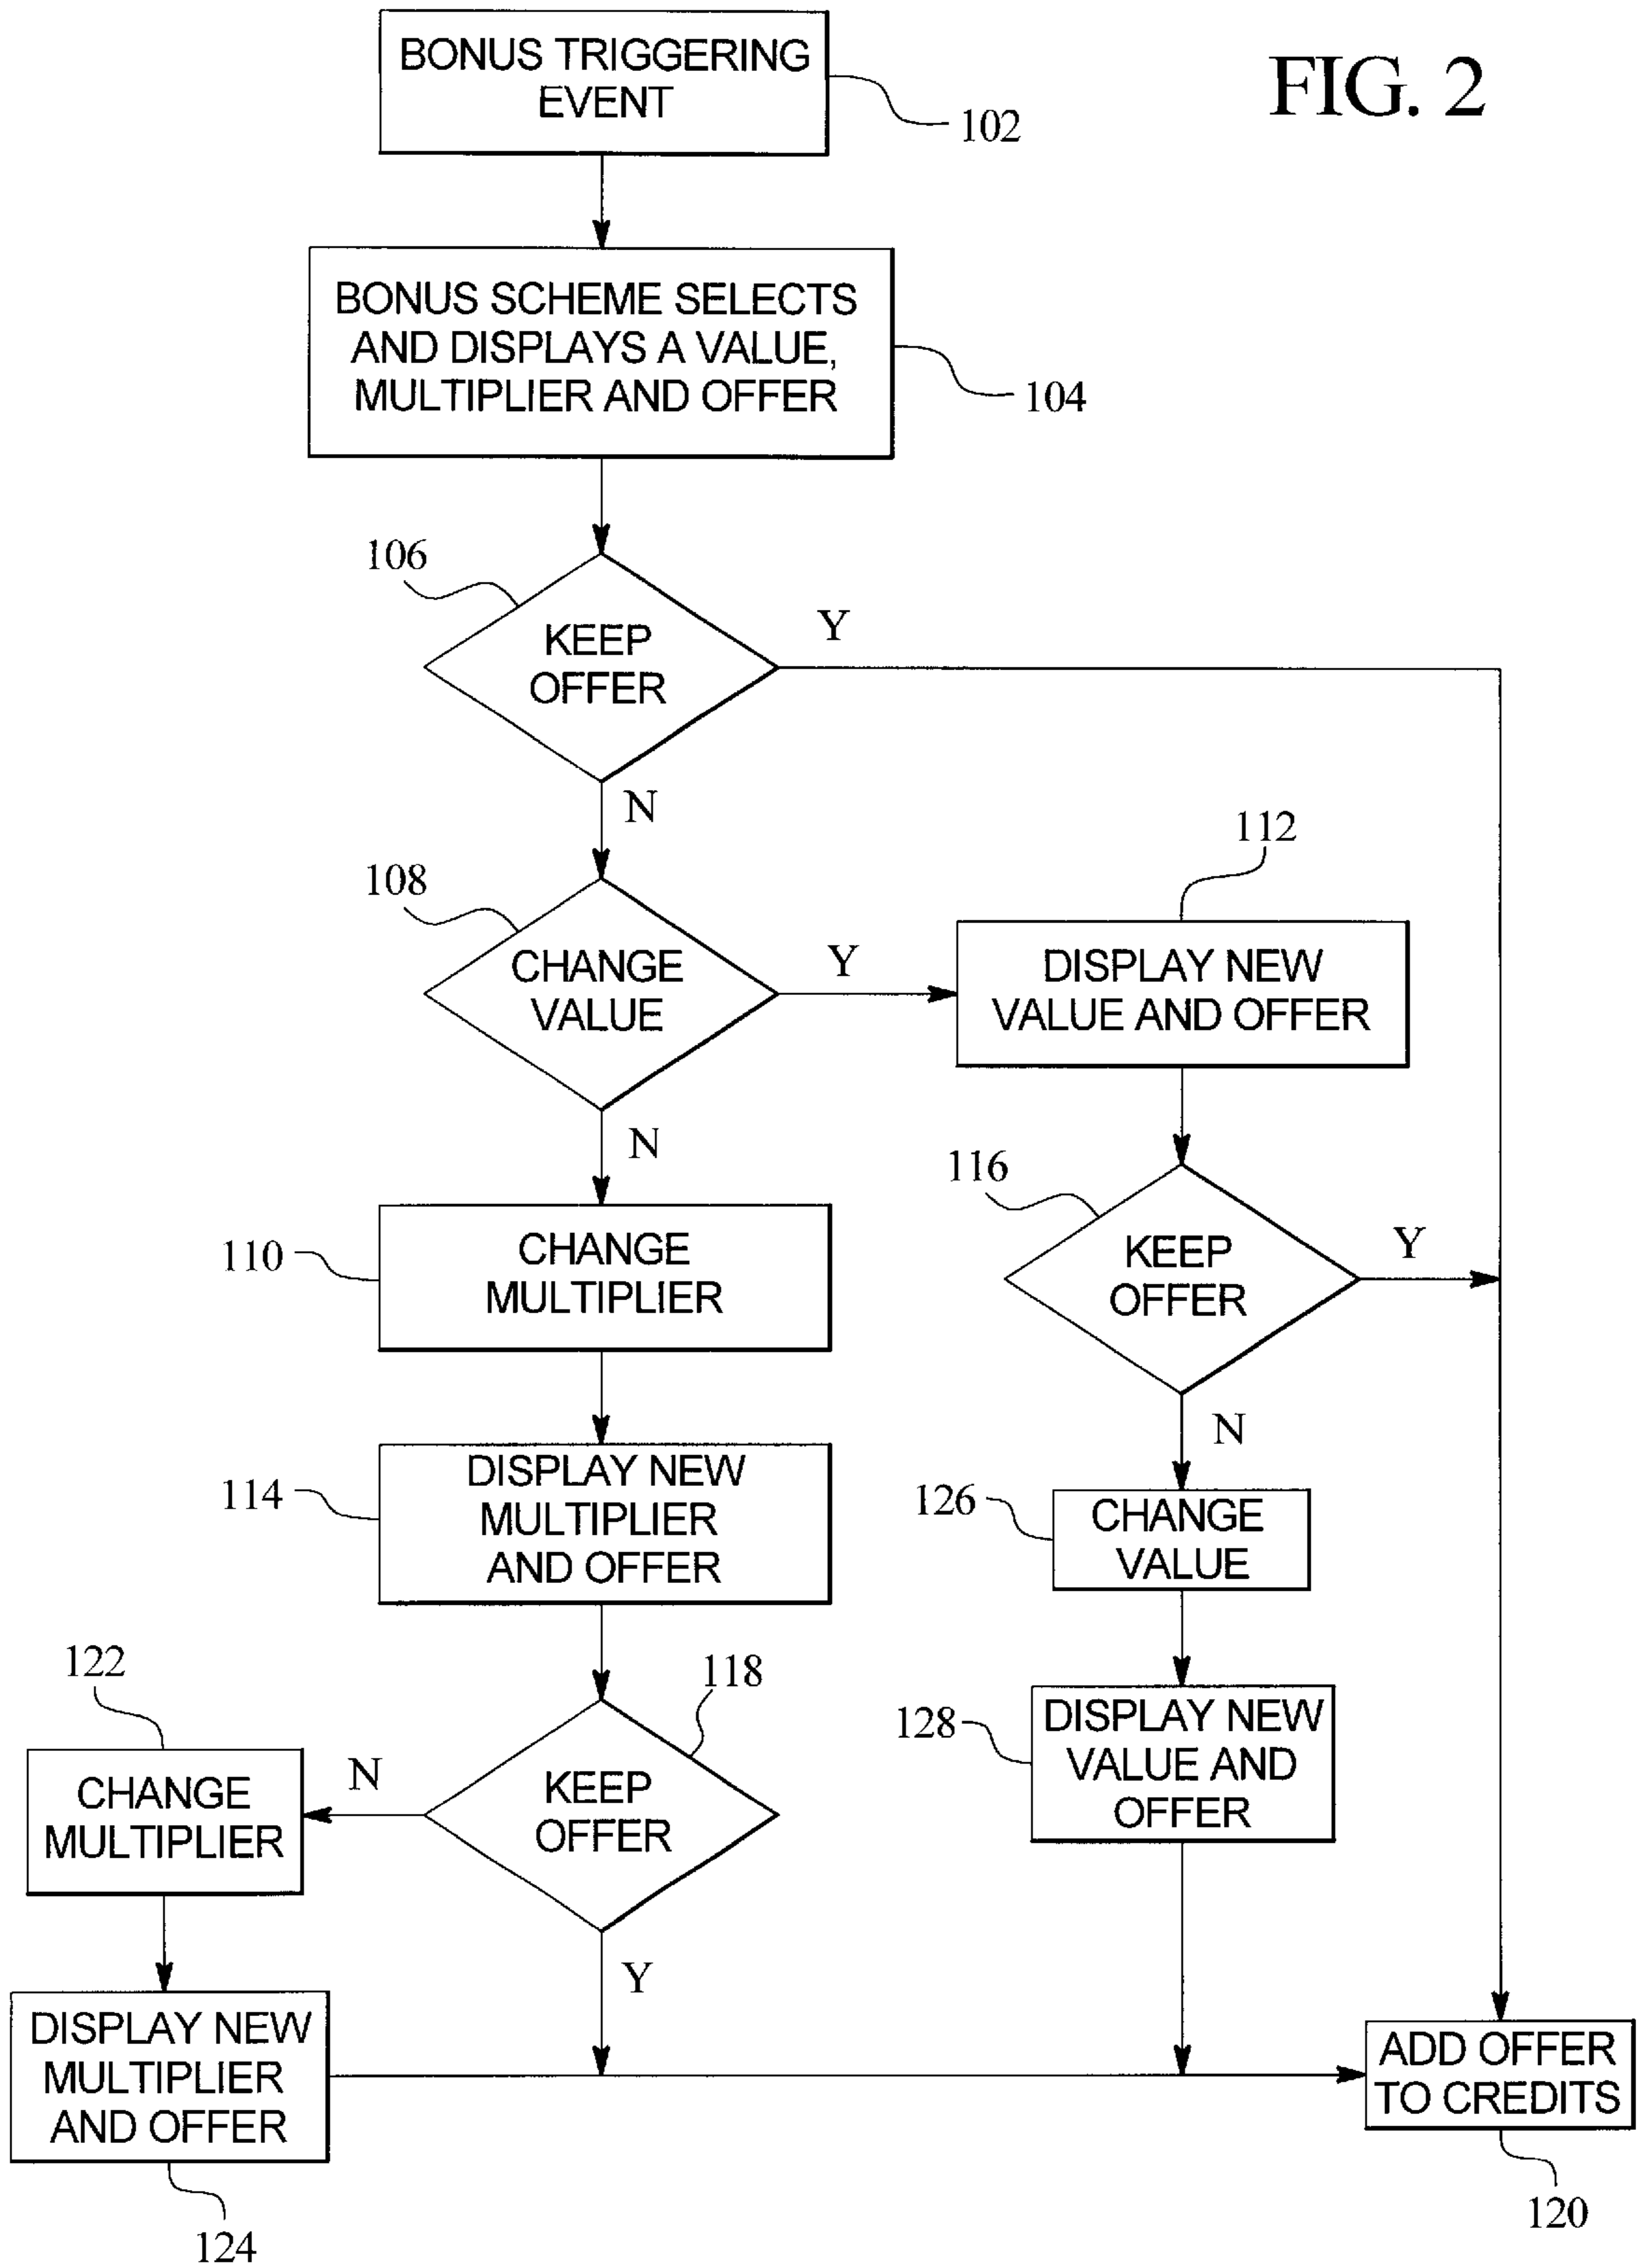 BONUS TRIGGERING
EVENT
FIG. 2
102
BONUS SCHEME SELECTS
AND DISPLAYS A VALUE,
MULTIPLIER AND OFFER
104
106
KEEP
OFFER
Y
N
108
CHANGE
VALUE
Y
112
DISPLAY NEW
VALUE AND OFFER
N
116
KEEP
OFFER
Y
110
CHANGE
MULTIPLIER
N
114
DISPLAY NEW
MULTIPLIER
AND OFFER
126
CHANGE
VALUE
122
118
128
DISPLAY NEW
VALUE AND
OFFER
CHANGE
MULTIPLIER
N
KEEP
OFFER
Y
DISPLAY NEW
MULTIPLIER
AND OFFER
ADD OFFER
TO CREDITS
124
120